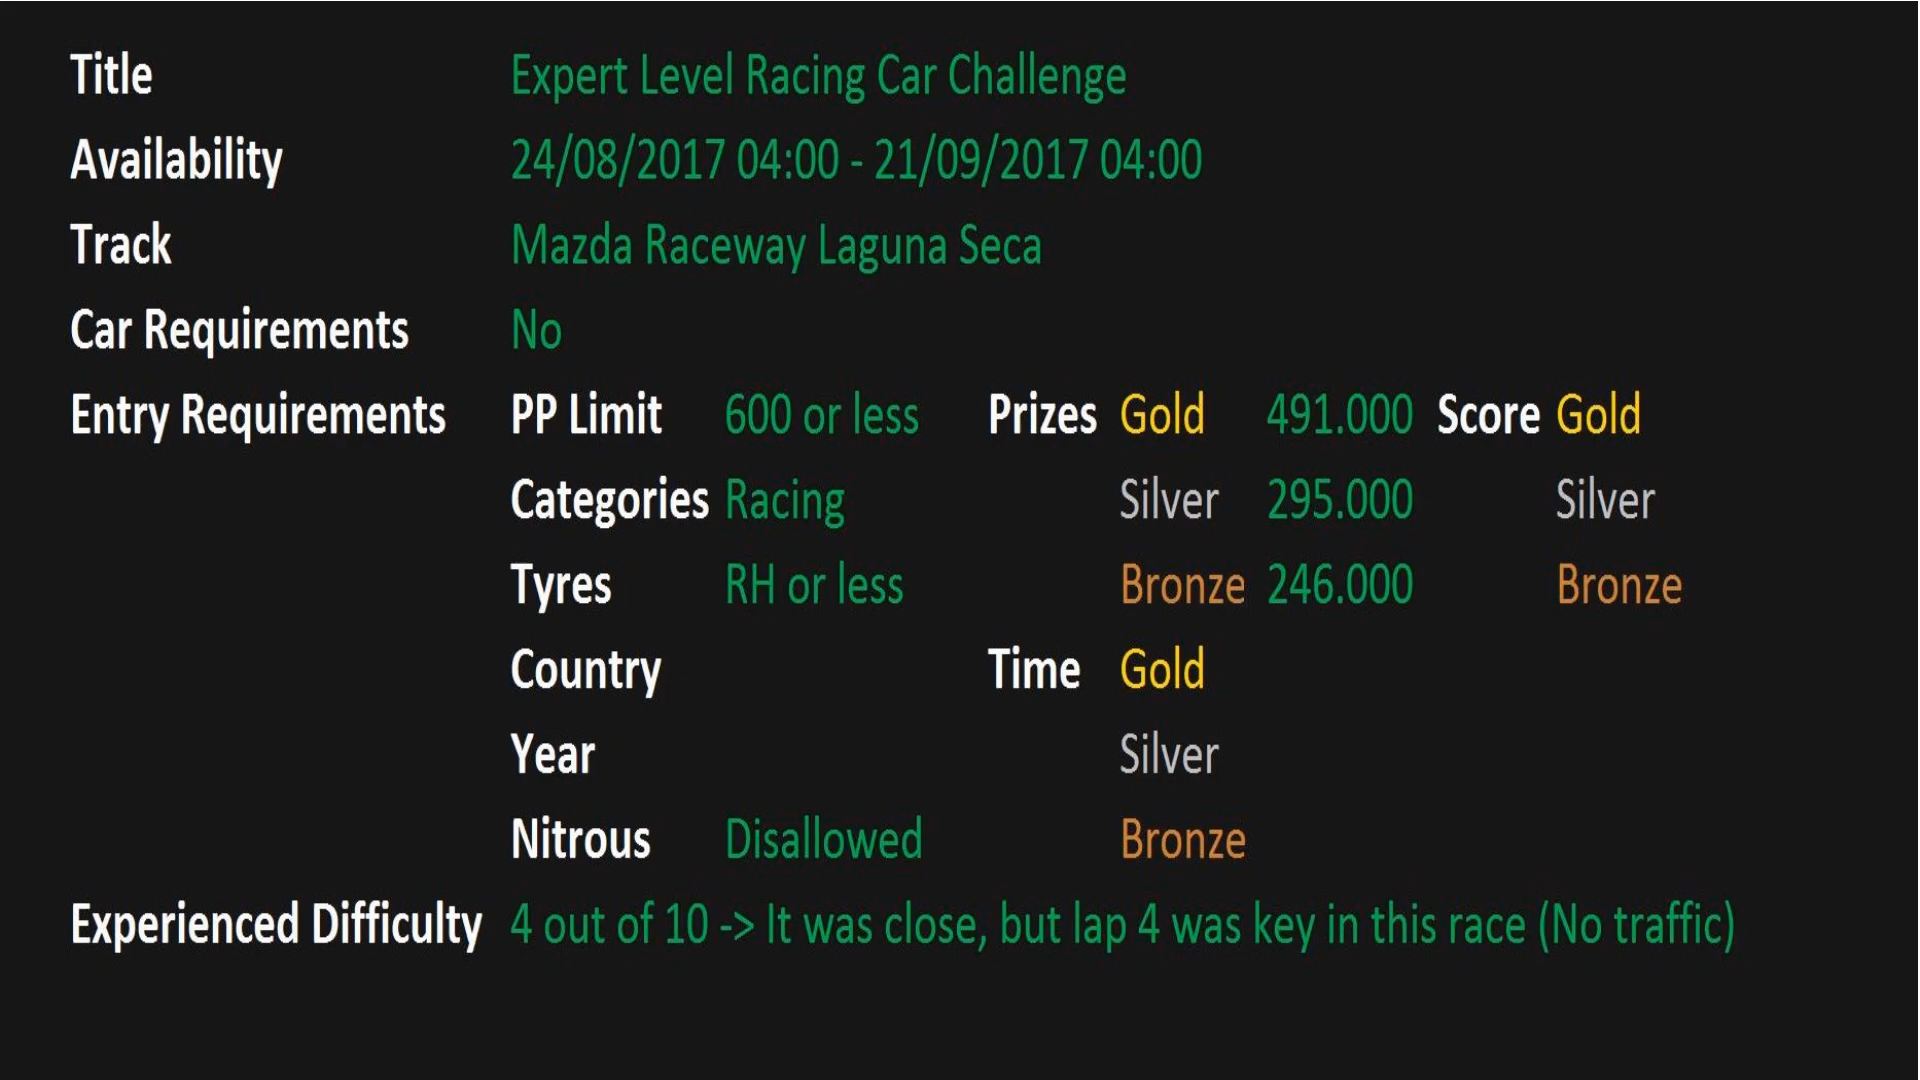 Title Expert Level Racing Car Challenge
Availability 24/08/2017 04:00 - 21/09/2017 04:00
Track Mazda Raceway Laguna Seca
Car Requirements No
Entry Requirements PP Limit 600 or less Prizes Gold 491.000 Score Gold
Categories Racing Silver 295.000 Silver
Tyres RH or less Bronze 246.000 Bronze
Country Time Gold
Year Silver
Nitrous Disallowed Bronze
Experienced Difficulty 4 out of 10 -> It was close, but lap 4 was key in this race (No traffic)